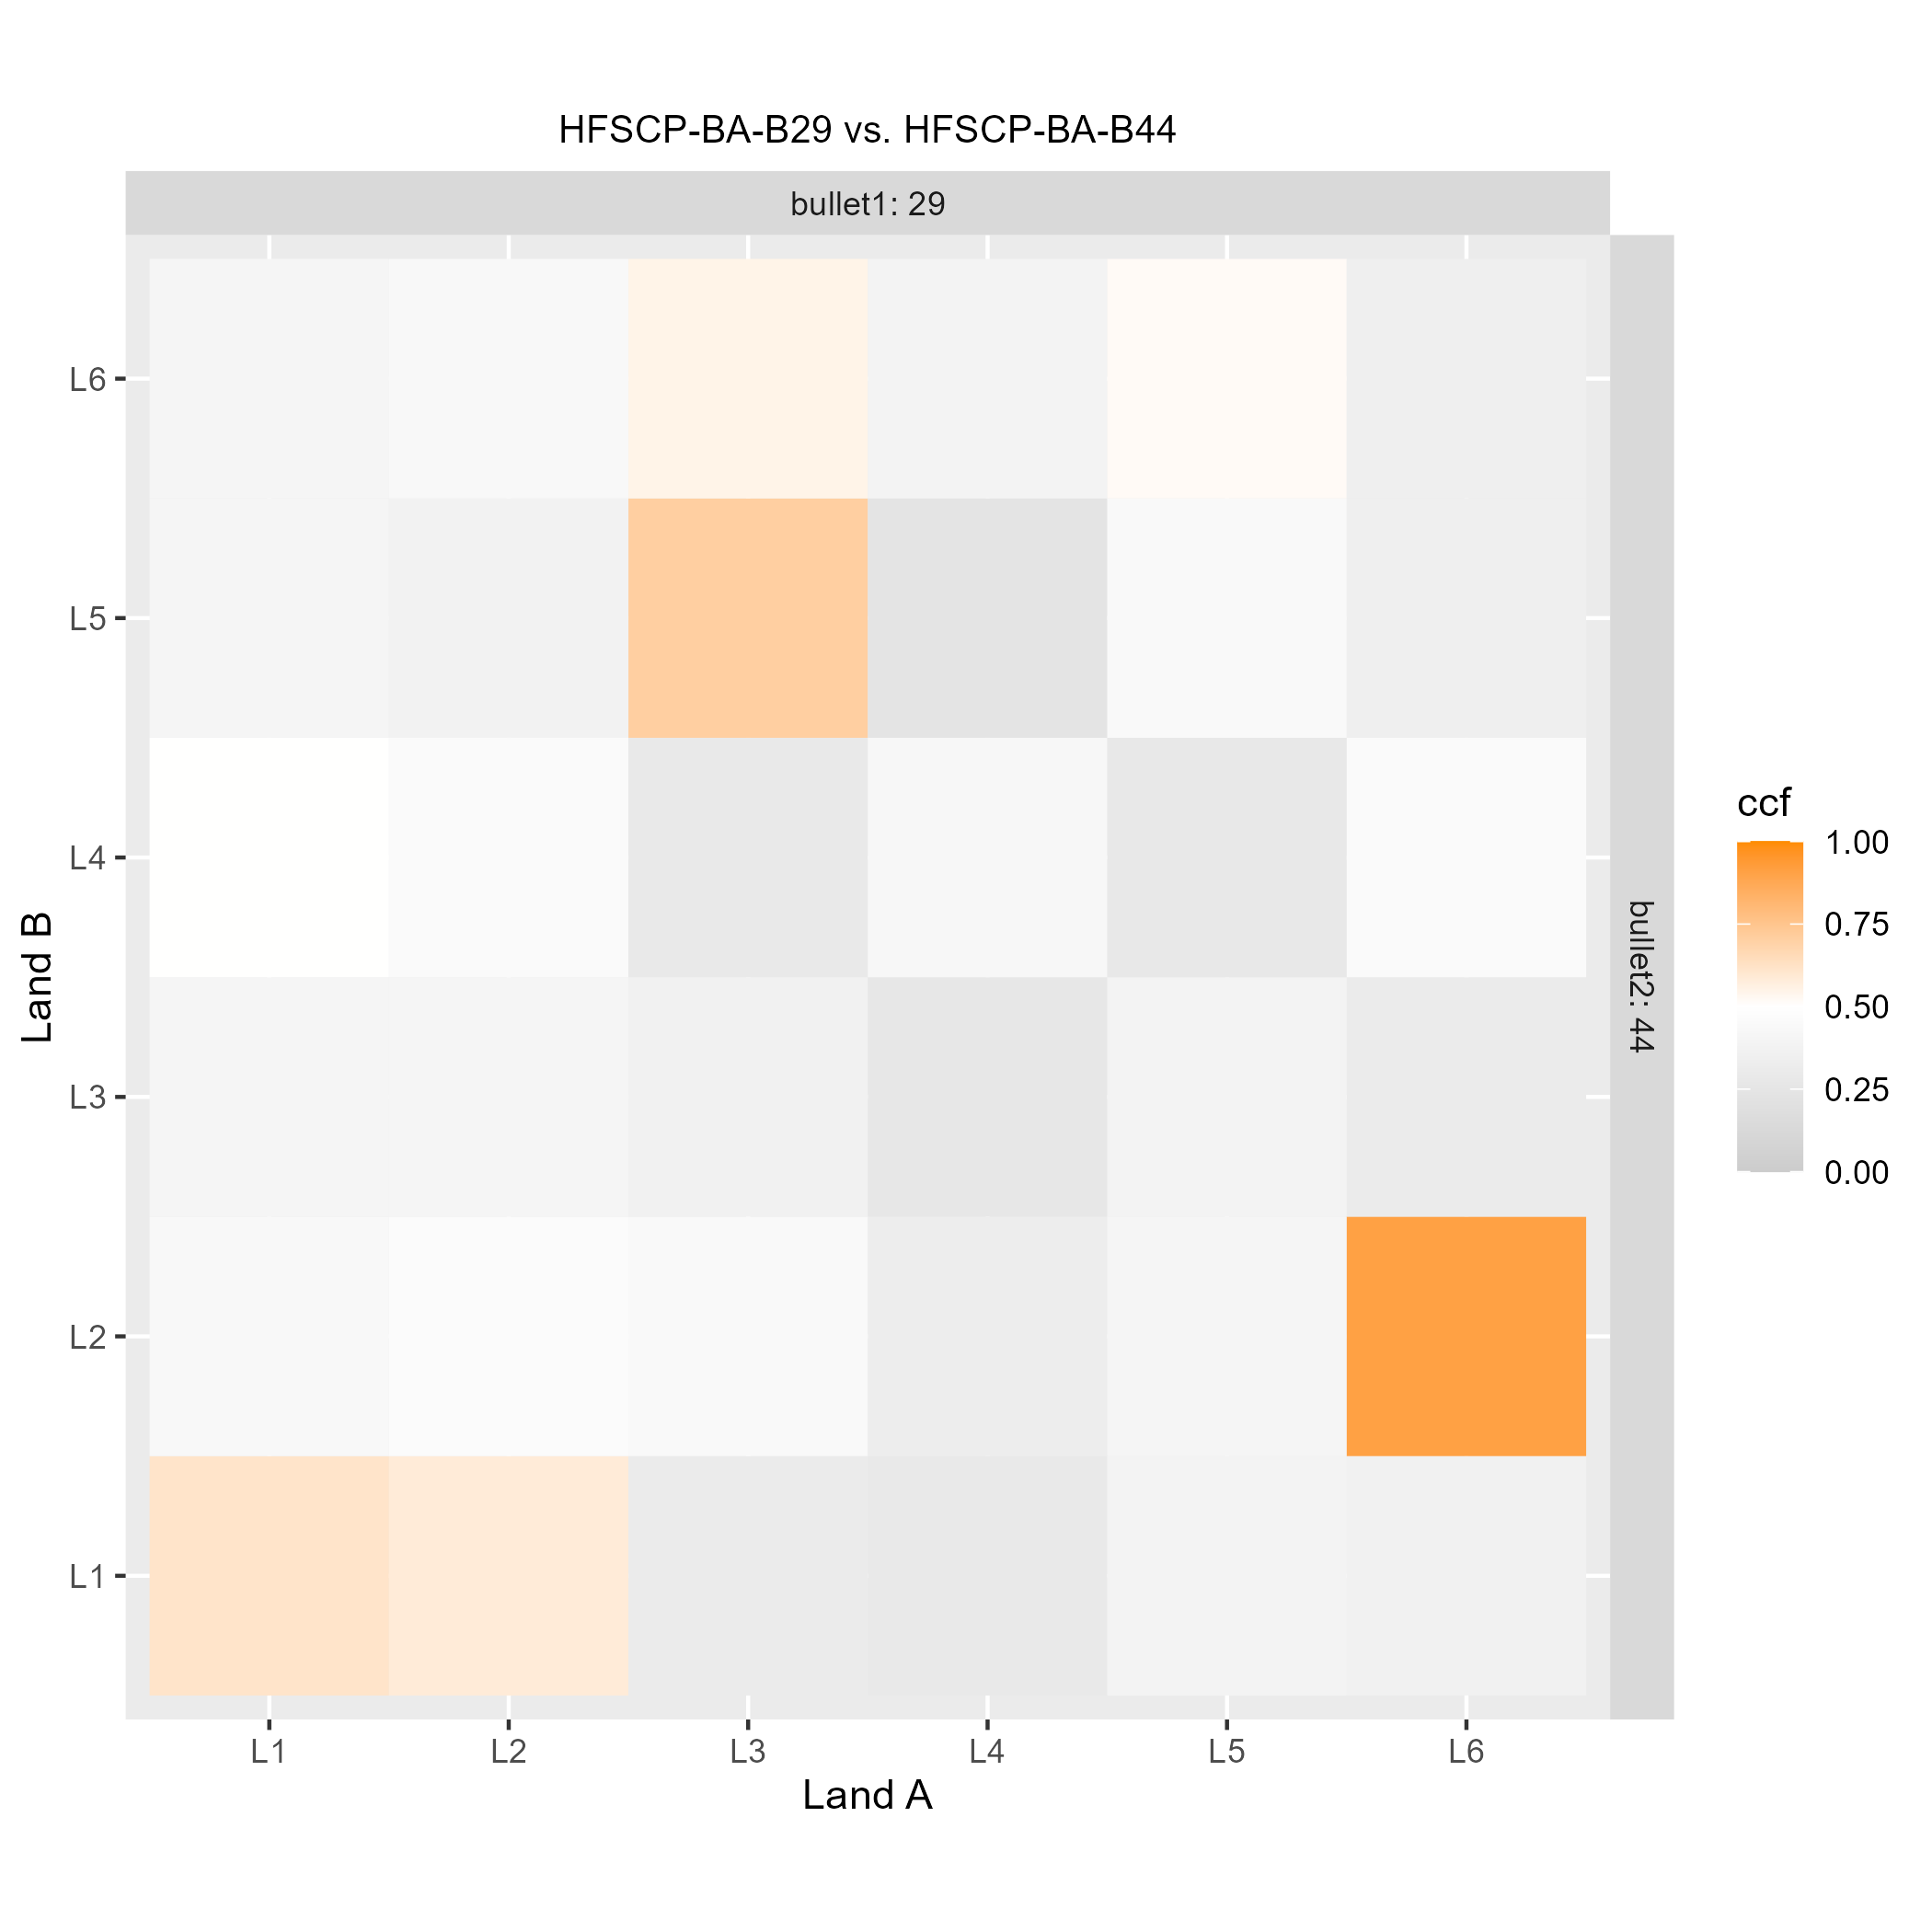 HFSCP-BA-B29 vs. HFSCP-BA-B44
bullet1: 29
L6
L5
L4
L3
L2
L1
Land B
bullet2: 44
L1 L2 L3 L4 L5 L6
Land A
ccf
1.00
0.75
0.50
0.25
0.00